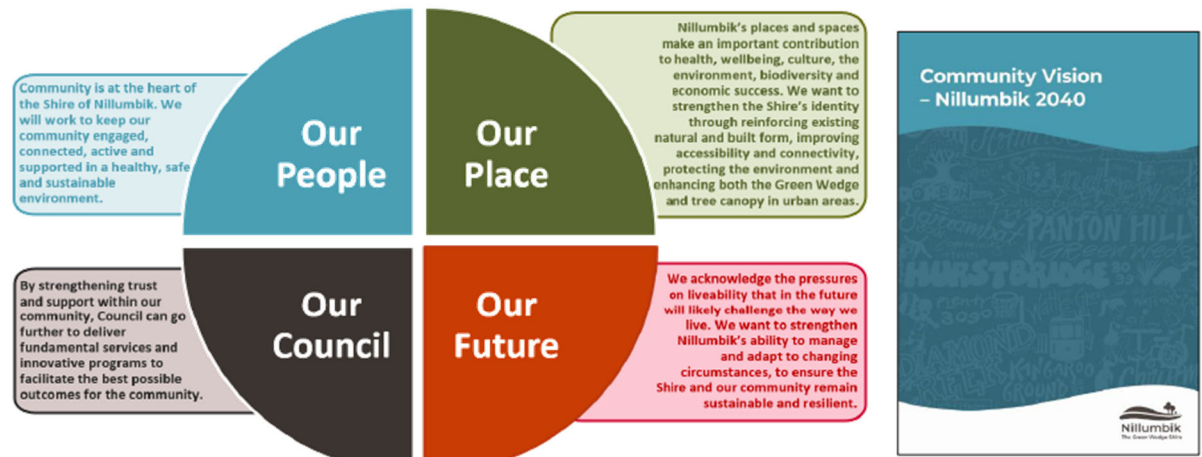 Community is at the heart of
the Shire of Nillumbik. We
will work to keep our
community engaged,
connected, active and
supported in a healthy, safe
and sustainable
environment.
Our
People
Our
Place
Nillumbik's places and spaces
make an important contribution
to health, wellbeing, culture, the
environment, biodiversity and
economic success. We want to
strengthen the Shire's identity
through reinforcing existing
natural and built form, improving
accessibility and connectivity,
protecting the environment and
enhancing both the Green Wedge
and tree canopy in urban areas.
By strengthening trust
and support within our
community, Council can go
further to deliver
fundamental services and
innovative programs to
facilitate the best possible
outcomes for the community.
Our
Council
Our
Future
We acknowledge the pressures
on liveability that in the future
will likely challenge the way we
live. We want to strengthen
Nillumbik's ability to manage
and adapt to changing
circumstances, to ensure the
Shire and our community remain
sustainable and resilient.
Community Vision
– Nillumbik 2040
PANTON HILL
HURSTBRIDGE
KANGAROO
GROUND
Nillumbik
The Green Wedge Shire